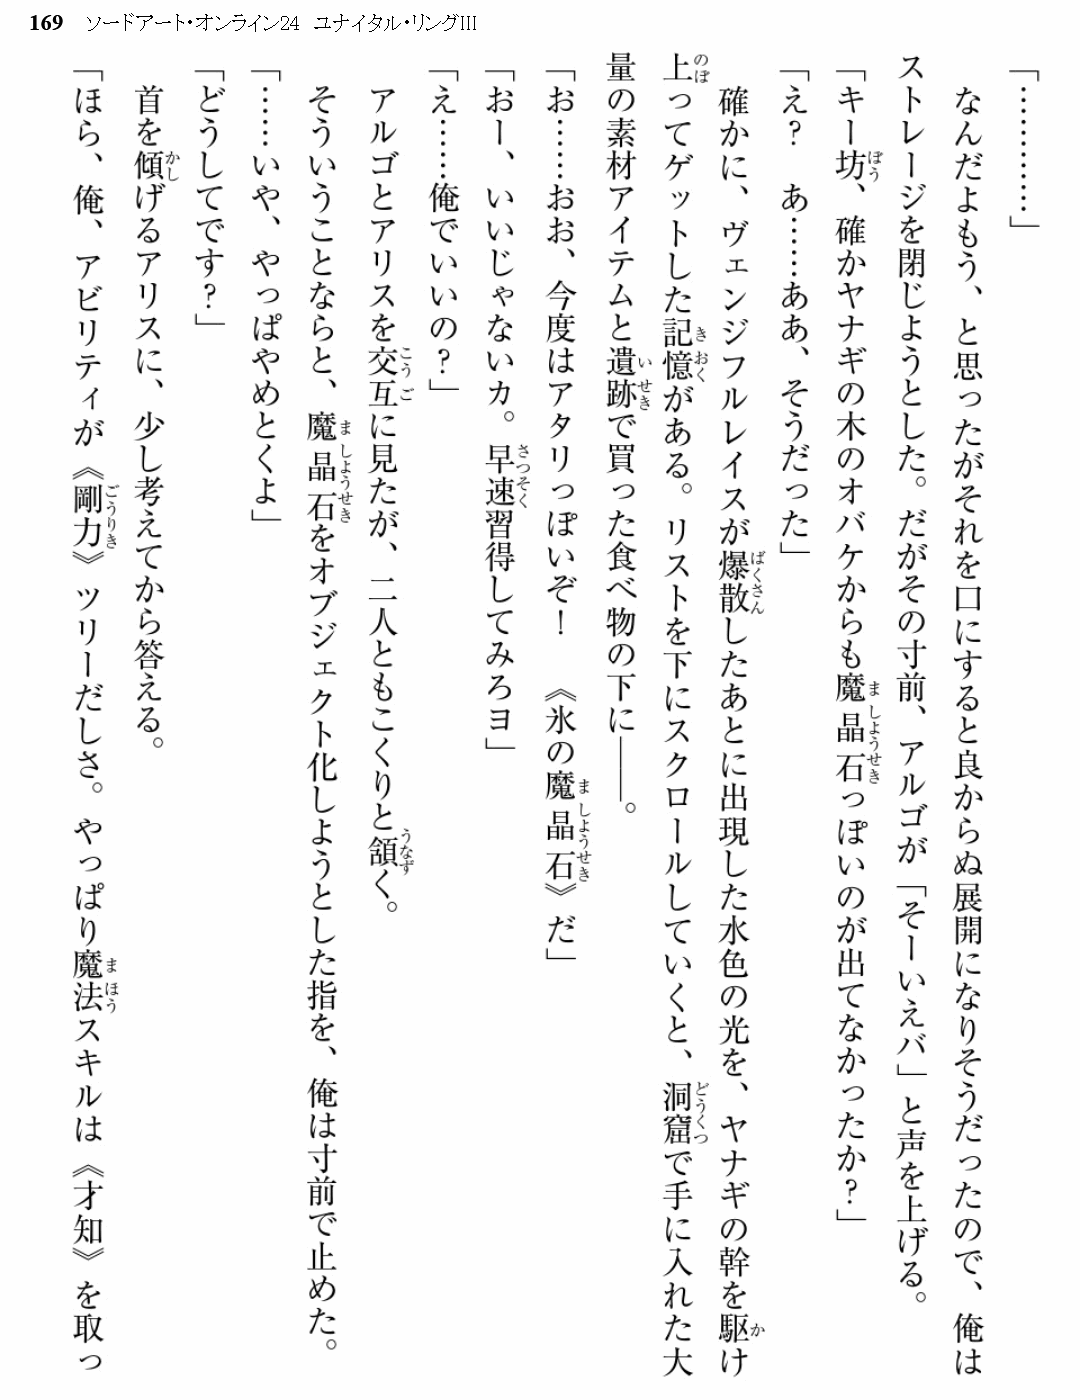 169 ソードアート・オンライン24 ユナイタル・リングⅢ
「…………」
なんだよもう、と思ったがそれを口にすると良からぬ展開になりそうだったので、俺は
ストレージを閉じようとした。だがその寸前、アルゴが「そーいえバ」と声を上げる。
「キー坊、確かヤナギの木のオバケからも魔晶石っぽいのが出てなかったか?」
「え? あ……ああ、そうだった」
確かに、ヴェンジフルレイスが爆散したあとに出現した水色の光を、ヤナギの幹を駆け
上ってゲットした記憶がある。リストを下にスクロールしていくと、洞窟で手に入れた大
量の素材アイテムと遺跡で買った食べ物の下に――。
「お……おお、今度はアタリっぽいぞ! 《氷の魔晶石》だ」
「おー、いいじゃないカ。早速習得してみろヨ」
「え……俺でいいの?」
アルゴとアリスを交互に見たが、二人ともこくりと頷く。
そういうことならと、魔晶石をオブジェクト化しようとした指を、俺は寸前で止めた。
「……いや、やっぱやめとくよ」
「どうしてです?」
首を傾げるアリスに、少し考えてから答える。
「ほら、俺、アビリティが《剛力》ツリーだしさ。やっぱり魔法スキルは《才知》を取っ